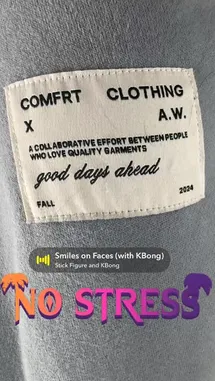 COMFRT CLOTHING
X A.W.
A COLLABORATIVE EFFORT BETWEEN PEOPLE
WHO LOVE QUALITY GARMENTS
good days ahead
FALL 2024
Smiles on Faces (with KBong)
Stick Figure and KBong
NO STRESS